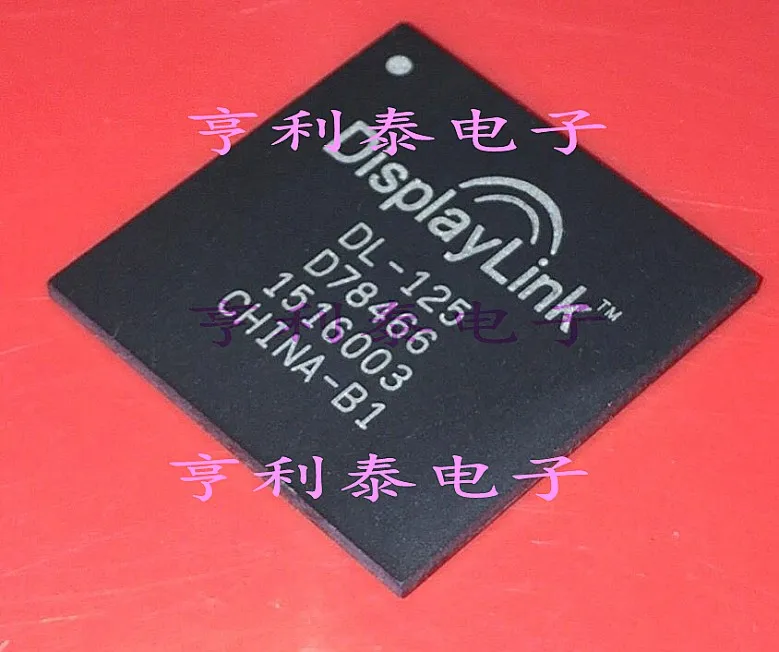 亨利泰电子
DisplayLink™
DL-125
D78466
1516003
CHINA-B1
亨利泰电子
亨利泰电子